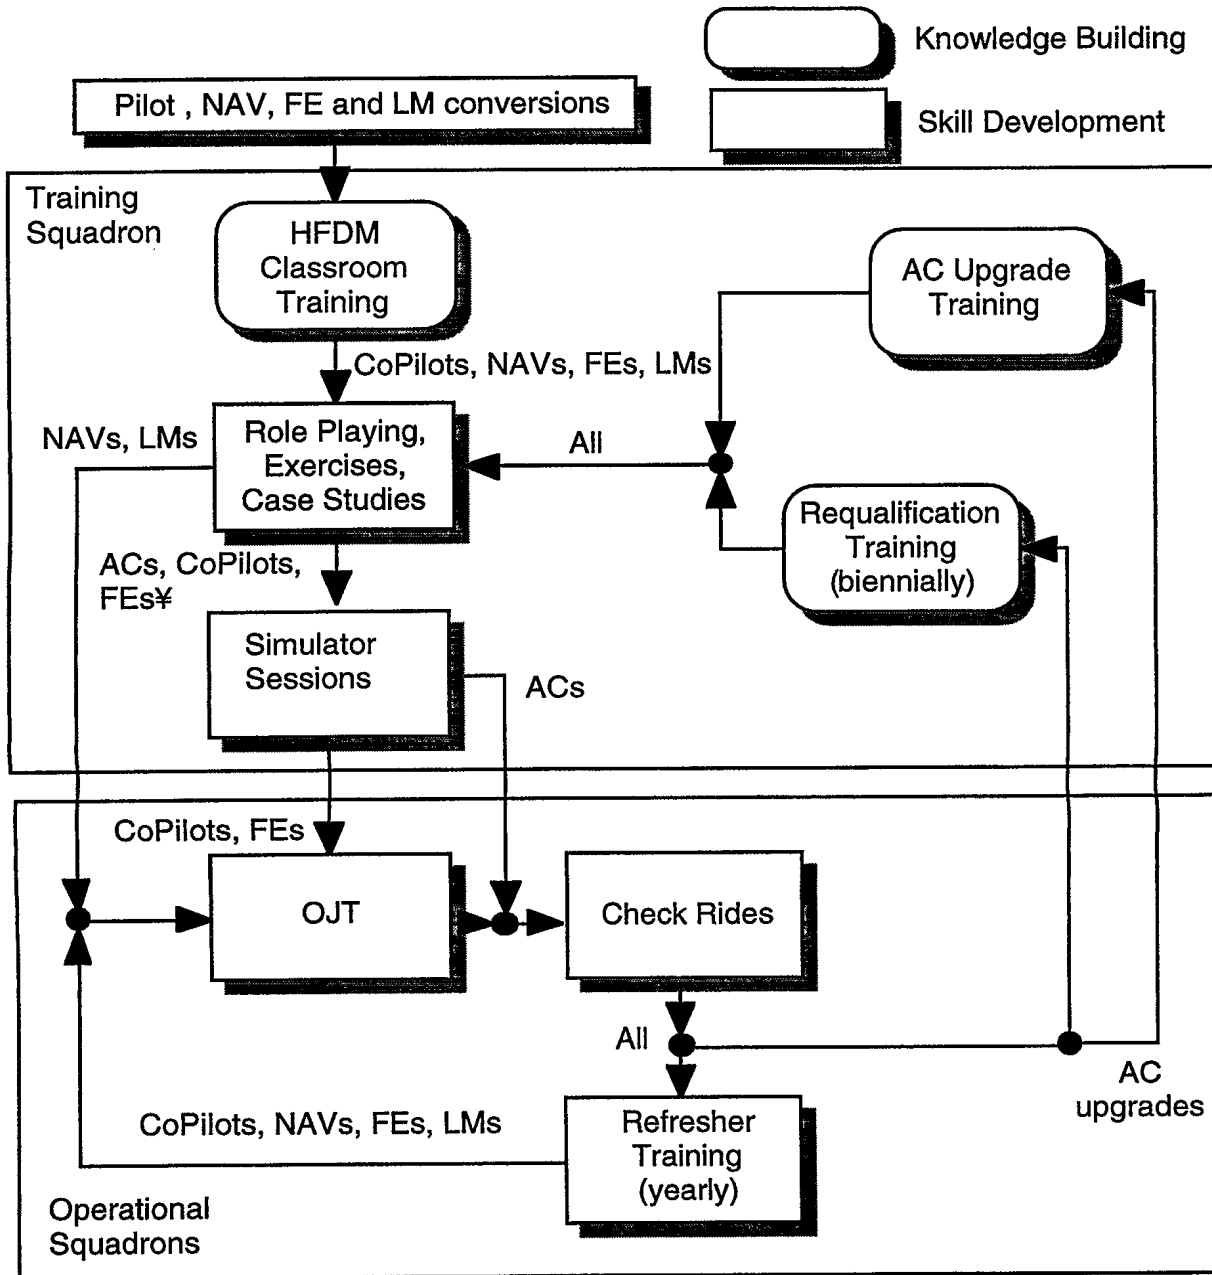 Knowledge Building
Pilot , NAV, FE and LM conversions
Skill Development
Training
Squadron
HFDM
Classroom
Training
AC Upgrade
Training
CoPilots, NAVs, FEs, LMs
NAVs, LMs
Role Playing,
Exercises,
Case Studies
All
Requalification
Training
(biennially)
ACs, CoPilots,
FEs¥
Simulator
Sessions
ACs
CoPilots, FEs
OJT
Check Rides
All
AC
upgrades
CoPilots, NAVs, FEs, LMs
Refresher
Training
(yearly)
Operational
Squadrons